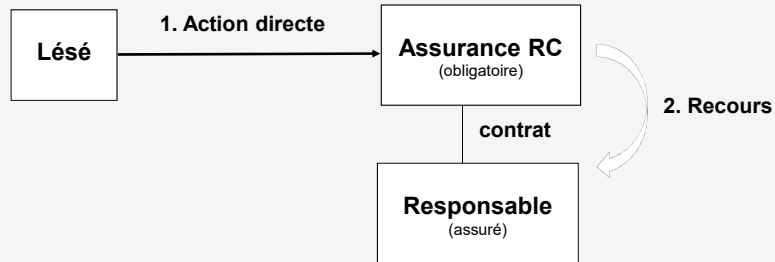 1. Action directe
Lésé
Assurance RC
(obligatoire)
2. Recours
contrat
Responsable
(assuré)